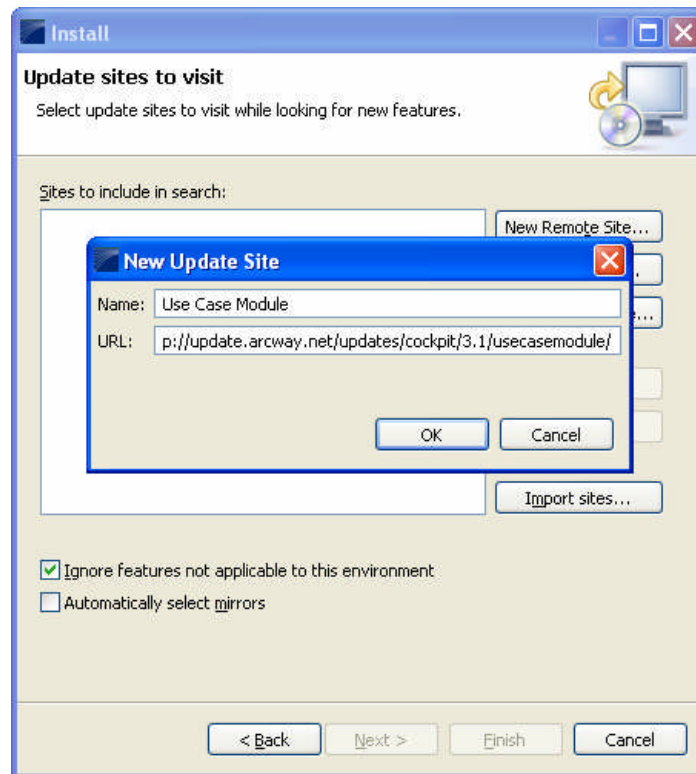 Install
Update sites to visit
Select update sites to visit while looking for new features.
Sites to include in search:
New Remote Site...
New Update Site
Name: Use Case Module
URL: p://update.arcway.net/updates/cockpit/3.1/usecasemodule/
OK Cancel
Import sites...
Ignore features not applicable to this environment
Automatically select mirrors
< Back Next > Finish Cancel